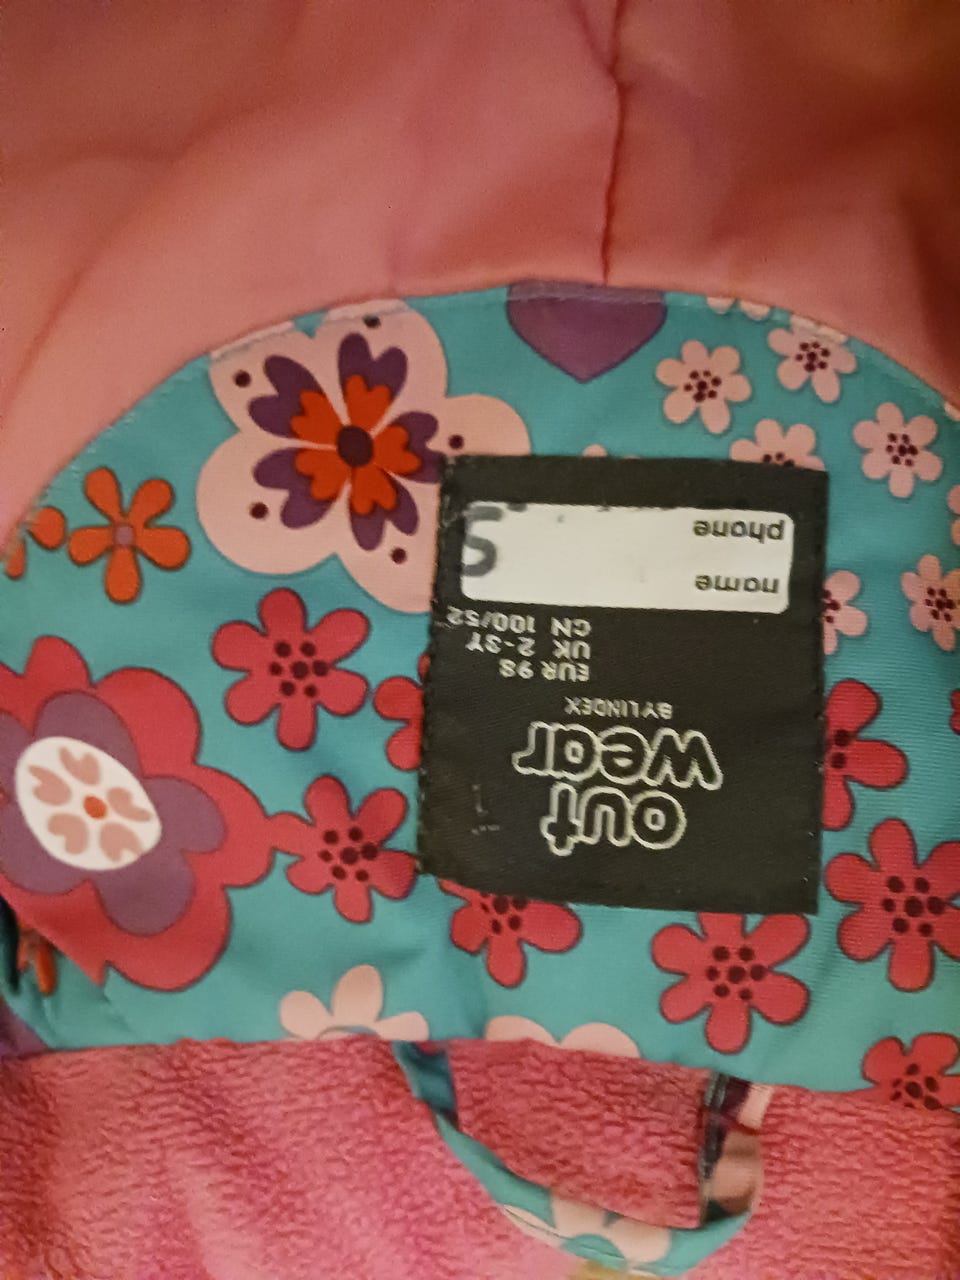 out
wear
BY LINDEX
EUR 98
UK 2-3Y
CN 100/52
name
phone
S